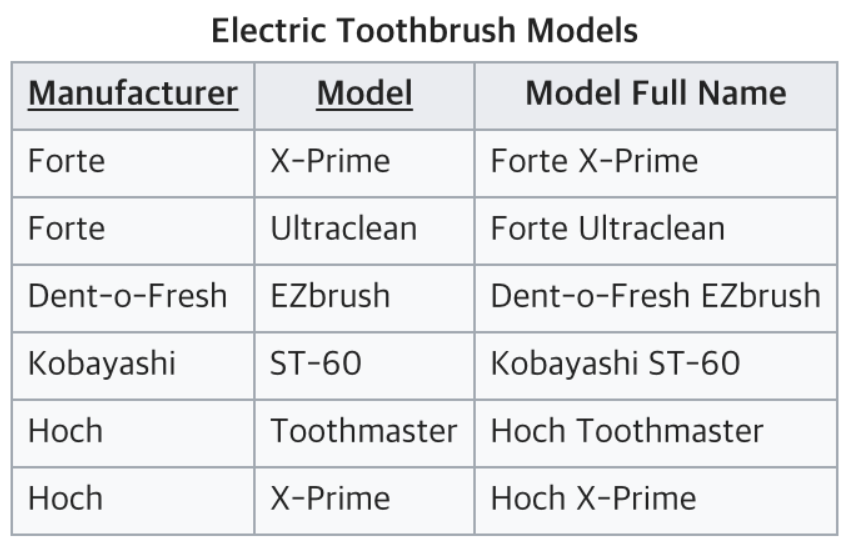 Electric Toothbrush Models
Manufacturer Model Model Full Name
Forte X-Prime Forte X-Prime
Forte Ultraclean Forte Ultraclean
Dent-o-Fresh EZbrush Dent-o-Fresh EZbrush
Kobayashi ST-60 Kobayashi ST-60
Hoch Toothmaster Hoch Toothmaster
Hoch X-Prime Hoch X-Prime